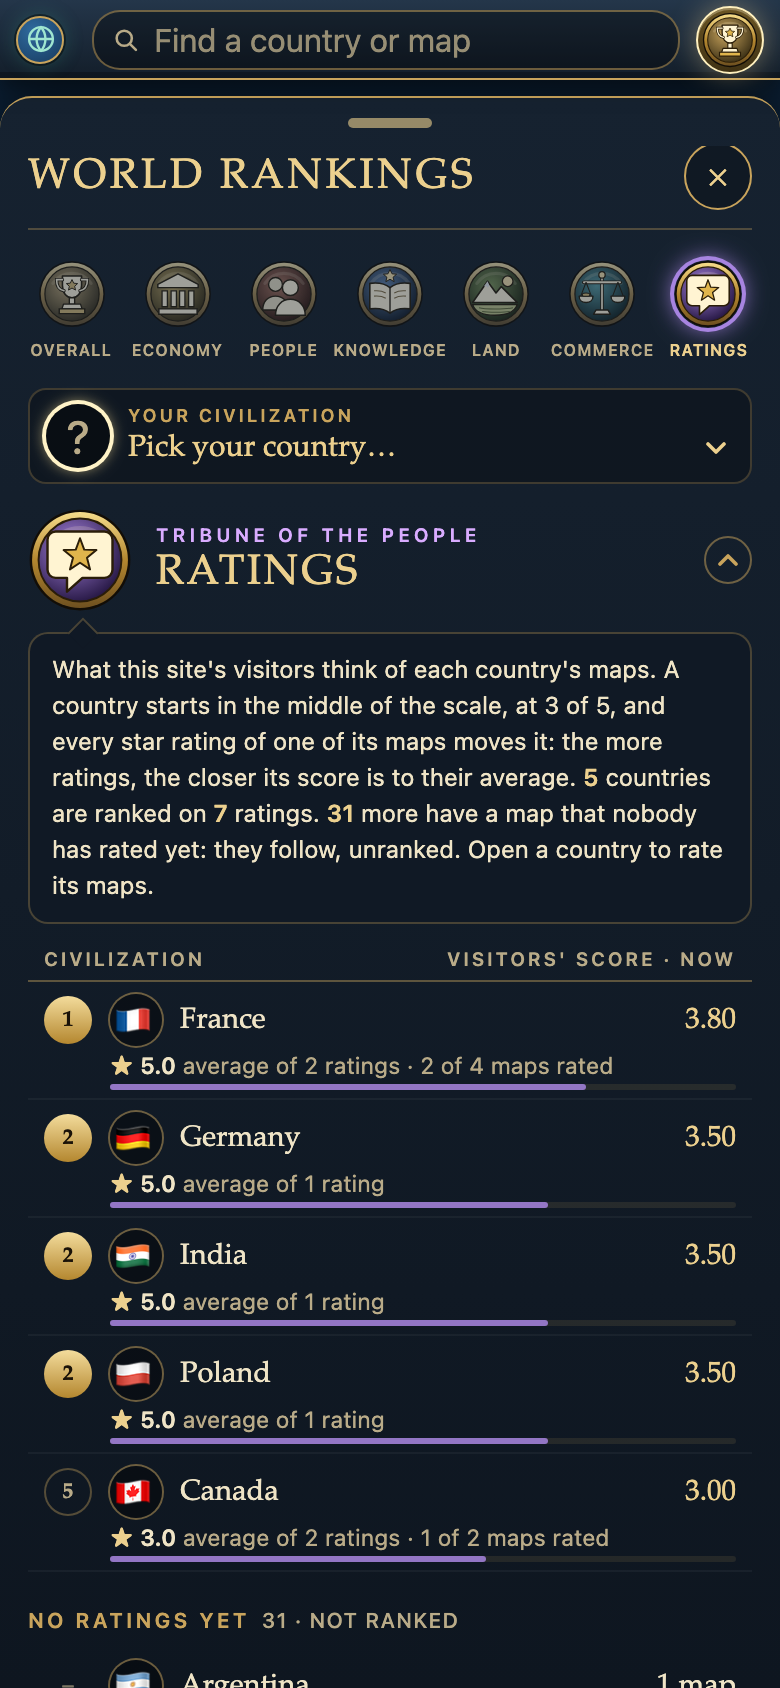 Find a country or map
WORLD RANKINGS
OVERALL ECONOMY PEOPLE KNOWLEDGE LAND COMMERCE RATINGS
?
YOUR CIVILIZATION
Pick your country...
TRIBUNE OF THE PEOPLE
RATINGS
What this site's visitors think of each country's maps. A
country starts in the middle of the scale, at 3 of 5, and
every star rating of one of its maps moves it: the more
ratings, the closer its score is to their average. 5 countries
are ranked on 7 ratings. 31 more have a map that nobody
has rated yet: they follow, unranked. Open a country to rate
its maps.
CIVILIZATION VISITORS' SCORE · NOW
1 France 3.80
★ 5.0 average of 2 ratings · 2 of 4 maps rated
2 Germany 3.50
★ 5.0 average of 1 rating
2 India 3.50
★ 5.0 average of 1 rating
2 Poland 3.50
★ 5.0 average of 1 rating
5 Canada 3.00
★ 3.0 average of 2 ratings · 1 of 2 maps rated
NO RATINGS YET 31 · NOT RANKED
– Argentina 1 map